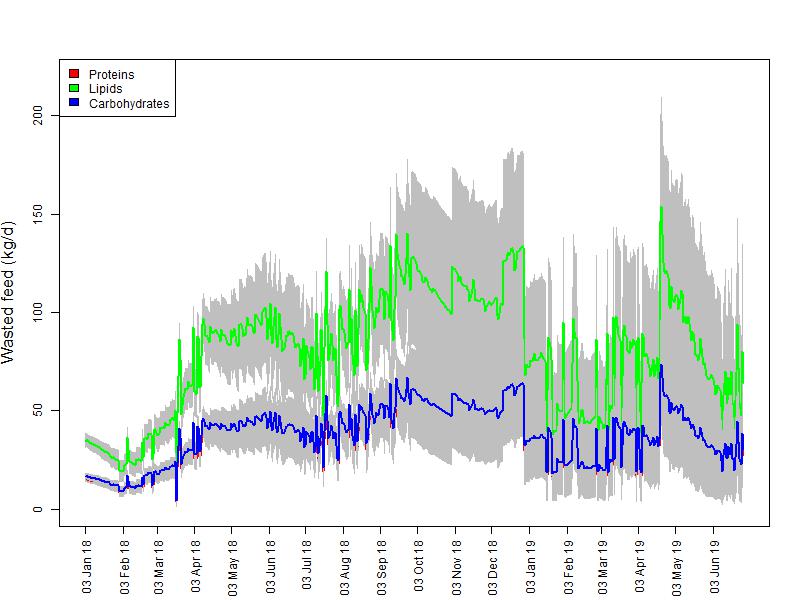 Proteins
Lipids
Carbohydrates
Wasted feed (kg/d)
200
150
100
50
0
03 Jan 18
03 Feb 18
03 Mar 18
03 Apr 18
03 May 18
03 Jun 18
03 Jul 18
03 Aug 18
03 Sep 18
03 Oct 18
03 Nov 18
03 Dec 18
03 Jan 19
03 Feb 19
03 Mar 19
03 Apr 19
03 May 19
03 Jun 19